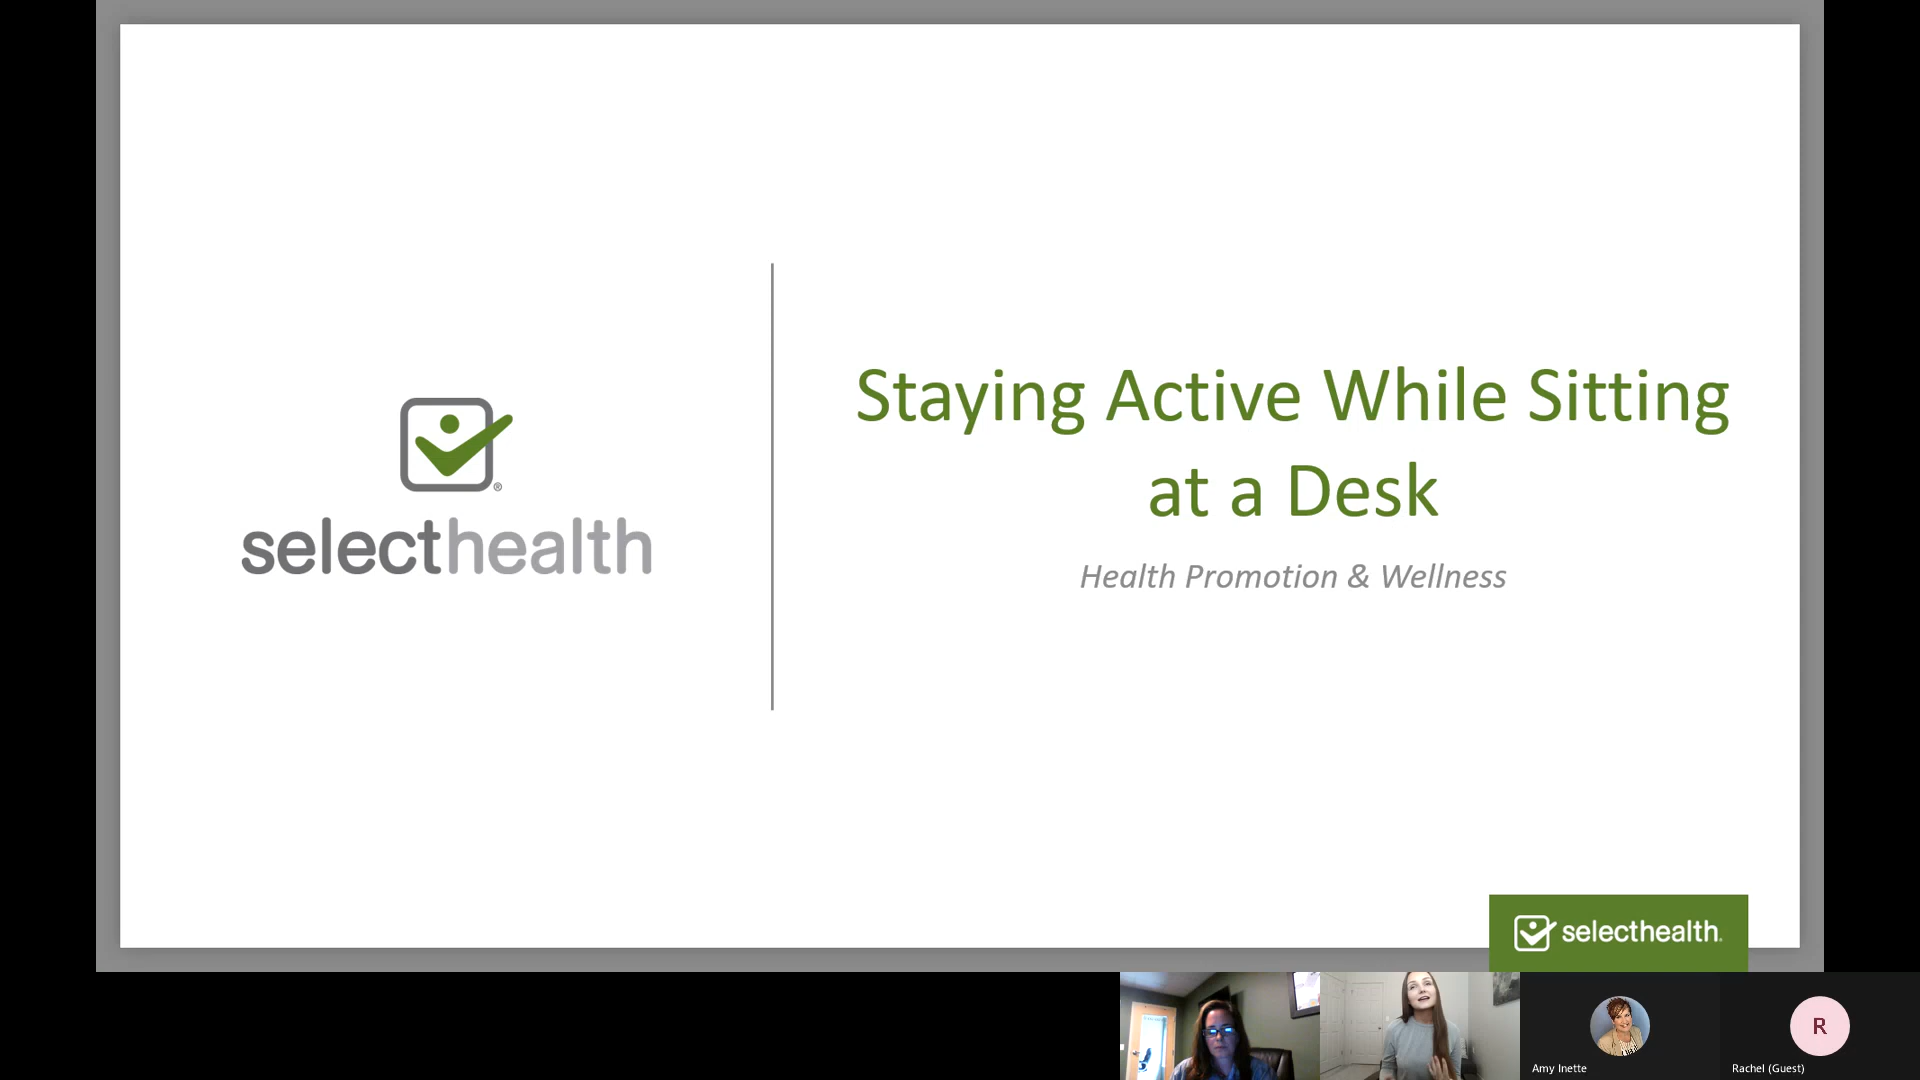 Staying Active While Sitting
at a Desk
Health Promotion & Wellness
®
selecthealth
selecthealth.
Amy Inette
R
Rachel (Guest)